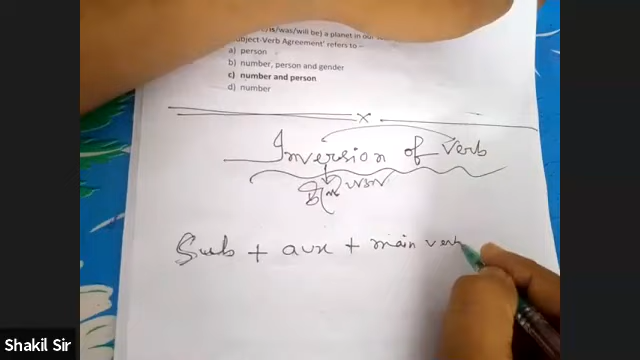 is/was/will be) a planet in our
ubject-Verb Agreement' refers to –
a) person
b) number, person and gender
c) number and person
d) number
x
Inversion of verb
Sub + aux + main verb
Shakil Sir